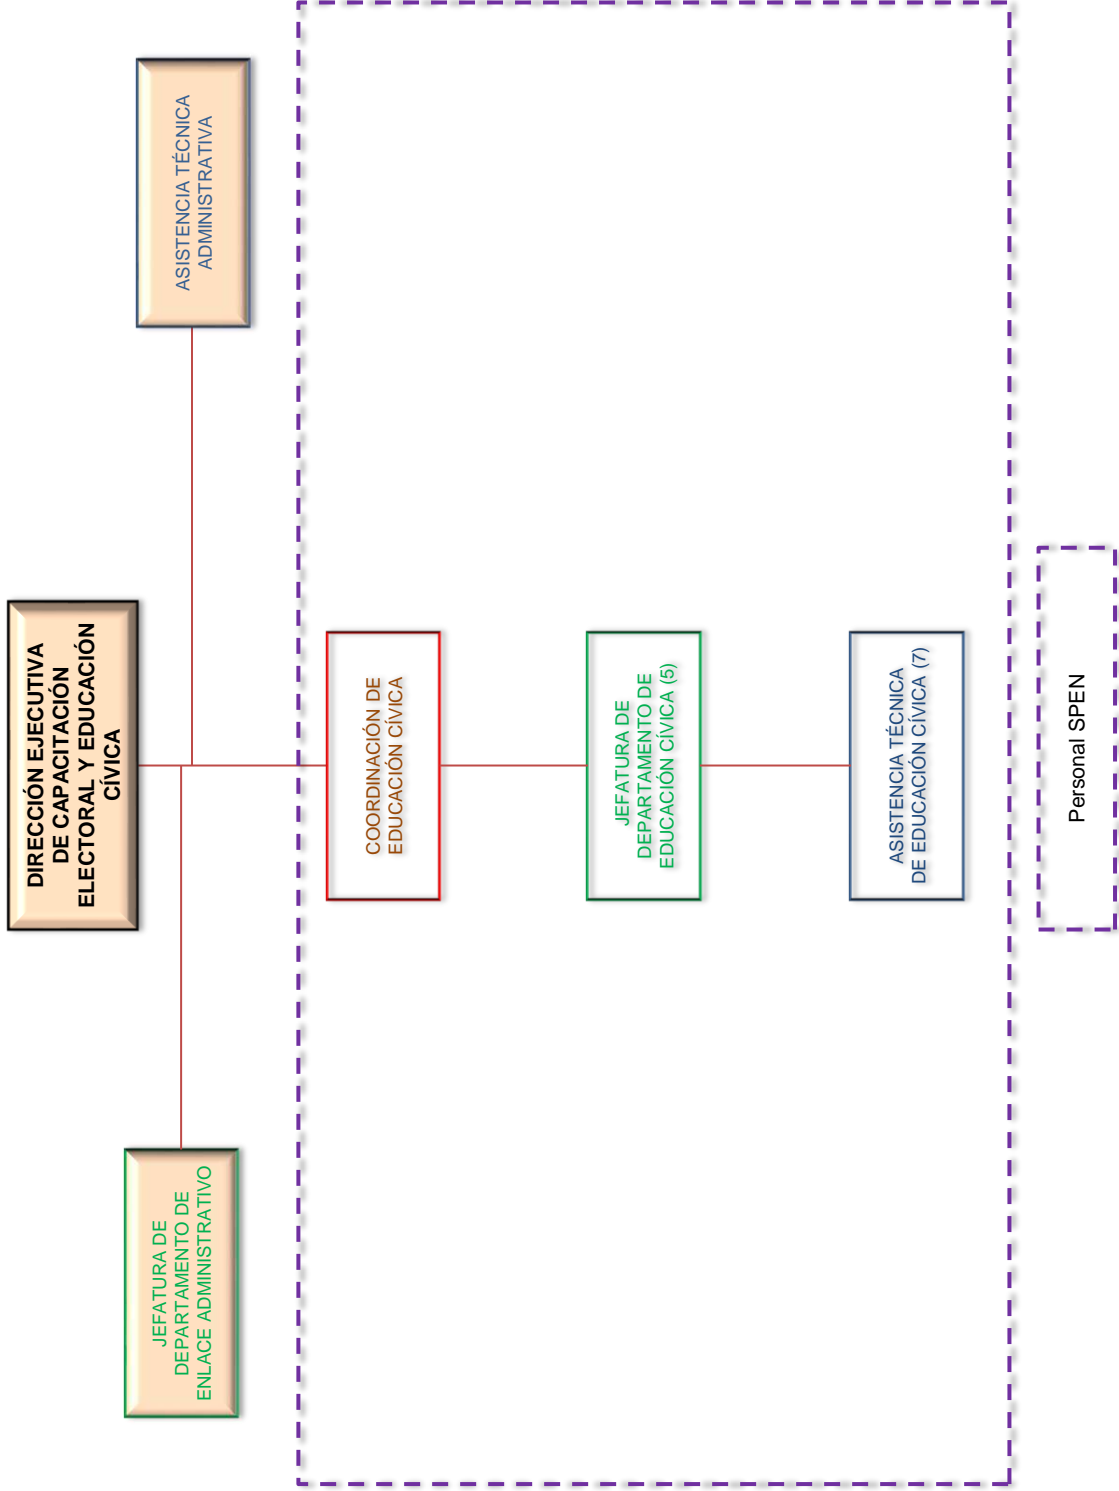 DIRECCIÓN EJECUTIVA
DE CAPACITACIÓN
ELECTORAL Y EDUCACIÓN
CÍVICA
JEFATURA DE
DEPARTAMENTO DE
ENLACE ADMINISTRATIVO
ASISTENCIA TÉCNICA
ADMINISTRATIVA
COORDINACIÓN DE
EDUCACIÓN CÍVICA
JEFATURA DE
DEPARTAMENTO DE
EDUCACIÓN CÍVICA (5)
ASISTENCIA TÉCNICA
DE EDUCACIÓN CÍVICA (7)
Personal SPEN